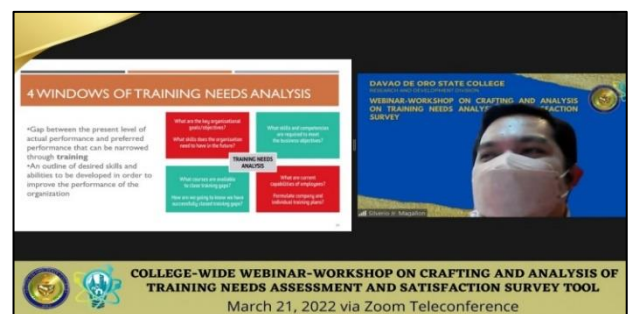 4 WINDOWS OF TRAINING NEEDS ANALYSIS
•Gap between the present level of
actual performance and preferred
performance that can be narrowed
through training
•An outline of desired skills and
abilities to be developed in order to
improve the performance of the
organization
What are the key organizational
goals/objectives?
What skills does the organization
need to have in the future?
What skills and competencies
are required to meet
the business objectives?
TRAINING NEEDS
ANALYSIS
What courses are available
to close training gaps?
How are we going to know we have
successfully closed training gaps?
What are current
capabilities of employees?
Formulate company and
individual training plans?
DAVAO DE ORO STATE COLLEGE
RESEARCH AND DEVELOPMENT DIVISION
WEBINAR-WORKSHOP ON CRAFTING AND ANALYSIS
ON TRAINING NEEDS
SURVEY
Silverio Jr. Magallon
COLLEGE-WIDE WEBINAR-WORKSHOP ON CRAFTING AND ANALYSIS OF
TRAINING NEEDS ASSESSMENT AND SATISFACTION SURVEY TOOL
March 21, 2022 via Zoom Teleconference